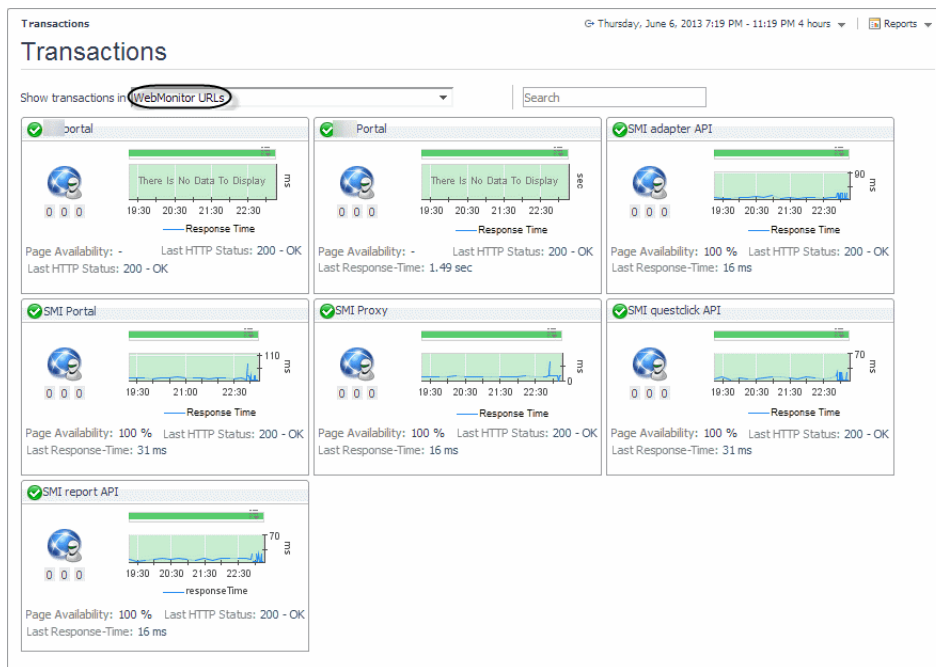 Transactions
Thursday, June 6, 2013 7:19 PM - 11:19 PM 4 hours
Reports
Transactions
Show transactions in WebMonitor URLs
Search
portal
There Is No Data To Display
ms
19:30 20:30 21:30 22:30
Response Time
0 0 0
Page Availability: - Last HTTP Status: 200 - OK
Last HTTP Status: 200 - OK
Portal
There Is No Data To Display
sec
19:30 20:30 21:30 22:30
Response Time
0 0 0
Page Availability: - Last HTTP Status: 200 - OK
Last Response-Time: 1.49 sec
SMI adapter API
90
ms
19:30 20:30 21:30 22:30
Response Time
0 0 0
Page Availability: 100 % Last HTTP Status: 200 - OK
Last Response-Time: 16 ms
SMI Portal
110
ms
19:30 21:00 22:30
Response Time
0 0 0
Page Availability: 100 % Last HTTP Status: 200 - OK
Last Response-Time: 31 ms
SMI Proxy
ms
0
19:30 20:30 21:30 22:30
Response Time
0 0 0
Page Availability: 100 % Last HTTP Status: 200 - OK
Last Response-Time: 16 ms
SMI questclick API
70
ms
19:30 20:30 21:30 22:30
Response Time
0 0 0
Page Availability: 100 % Last HTTP Status: 200 - OK
Last Response-Time: 31 ms
SMI report API
70
ms
19:30 20:30 21:30 22:30
responseTime
0 0 0
Page Availability: 100 % Last HTTP Status: 200 - OK
Last Response-Time: 16 ms